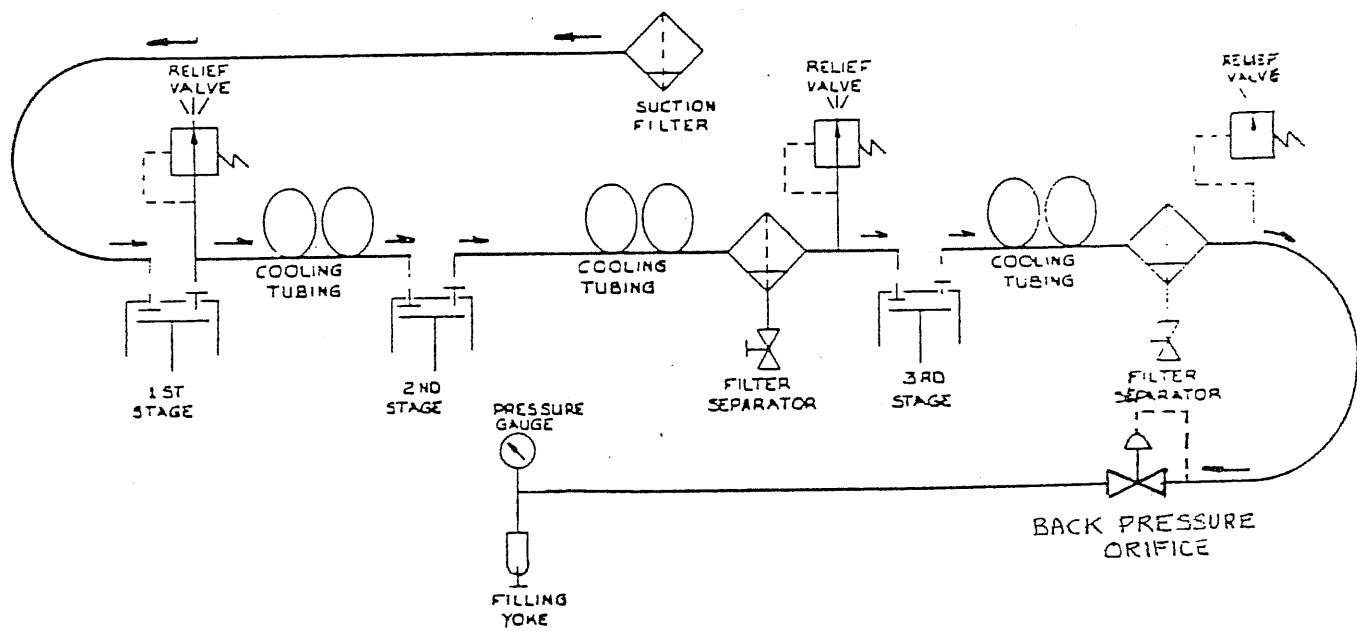 RELIEF
VALVE
SUCTION
FILTER
RELIEF
VALVE
RELIEF
VALVE
COOLING
TUBING
COOLING
TUBING
COOLING
TUBING
1ST
STAGE
2ND
STAGE
FILTER
SEPARATOR
3RD
STAGE
FILTER
SEPARATOR
PRESSURE
GAUGE
BACK PRESSURE
ORIFICE
FILLING
YOKE